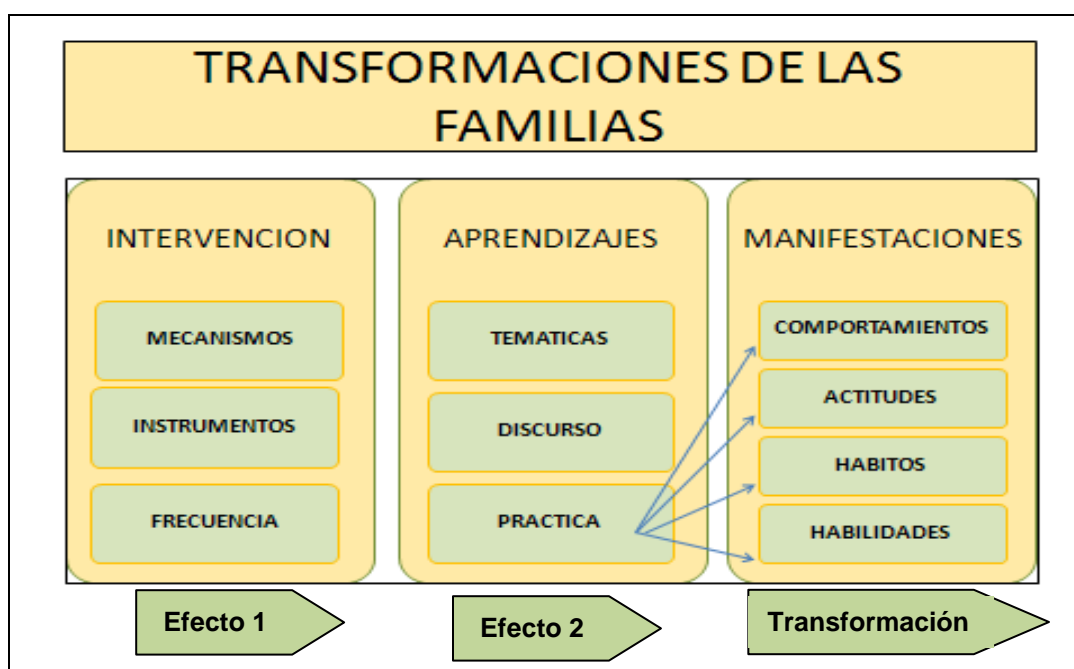 TRANSFORMACIONES DE LAS
FAMILIAS
INTERVENCION
MECANISMOS
INSTRUMENTOS
FRECUENCIA
APRENDIZAJES
TEMATICAS
DISCURSO
PRACTICA
MANIFESTACIONES
COMPORTAMIENTOS
ACTITUDES
HABITOS
HABILIDADES
Efecto 1
Efecto 2
Transformación